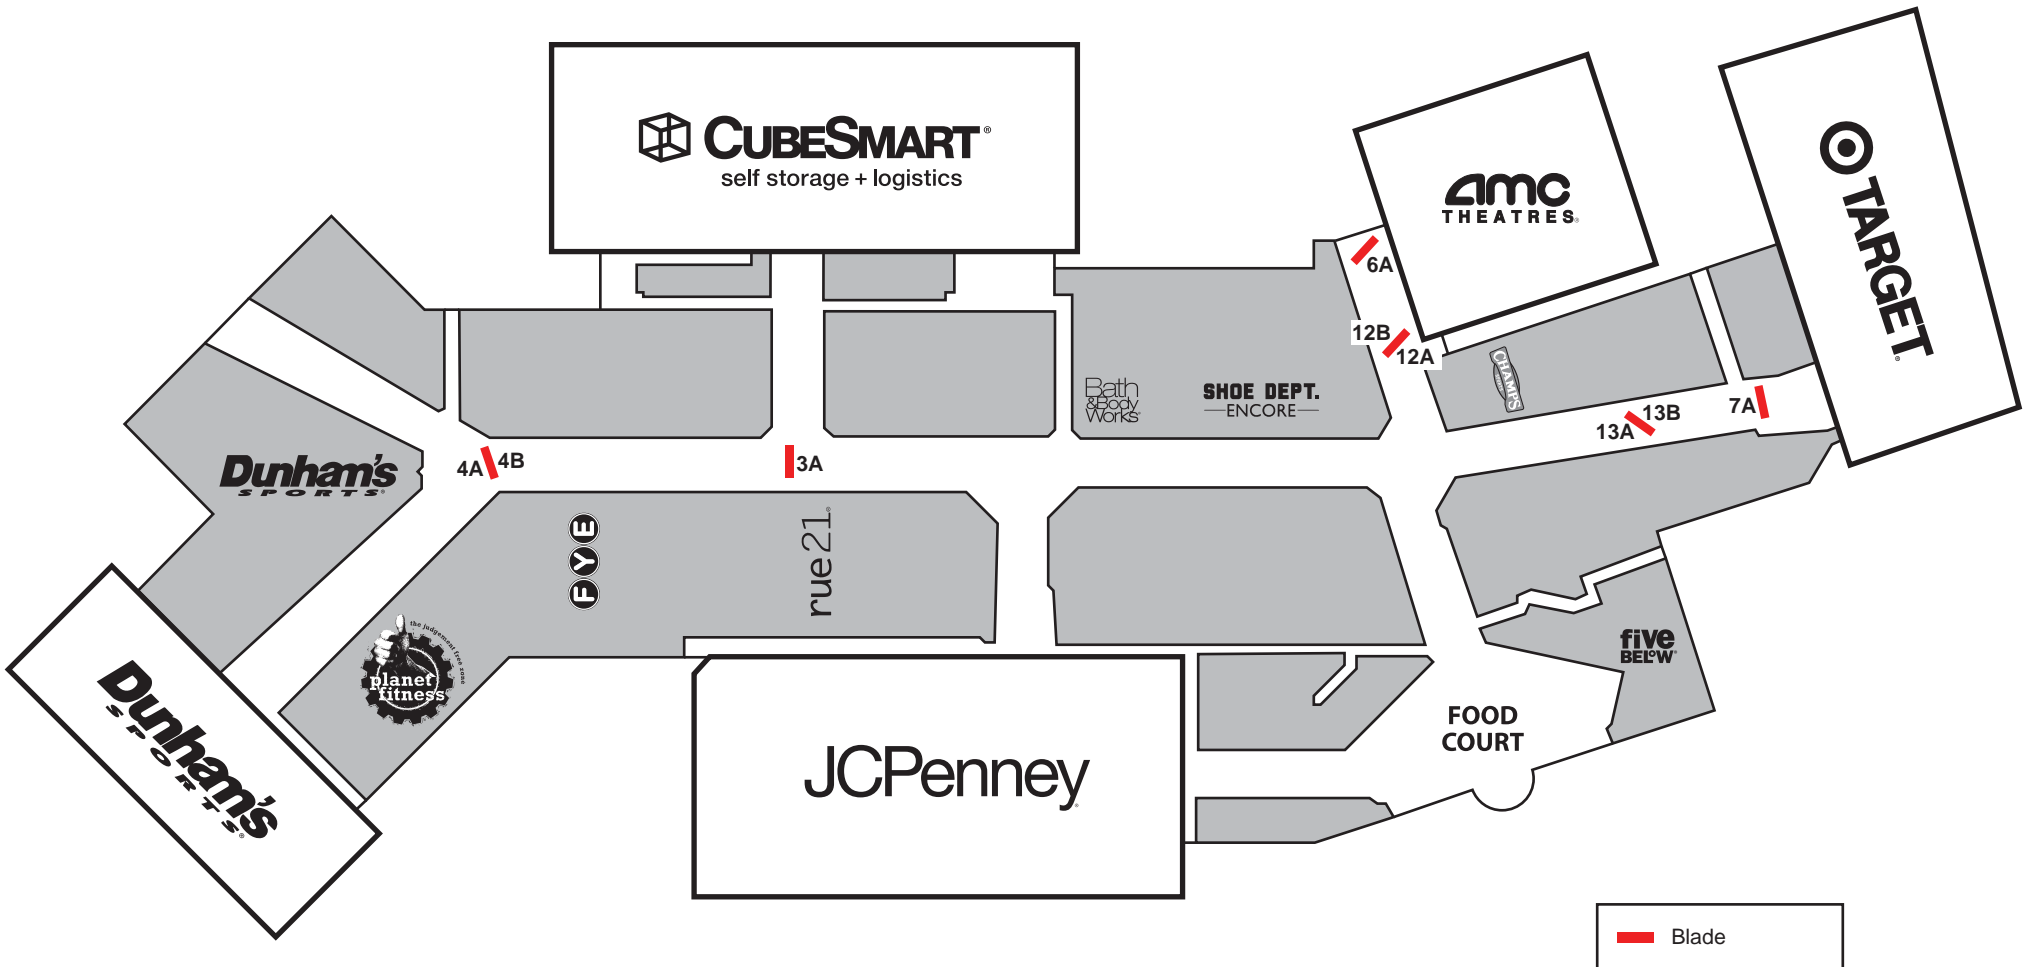 CUBESMART®
self storage + logistics
amc
THEATRES®
TARGET®
6A
12B
12A
CHAMPS
7A
13B
13A
Bath
&Body
Works®
SHOE DEPT.
ENCORE
Dunham's
SPORTS®
4A
4B
3A
FYE
rue21®
the judgement free zone
planet
fitness
five
BELOW®
Dunham's
SPORTS®
JCPenney®
FOOD
COURT
Blade